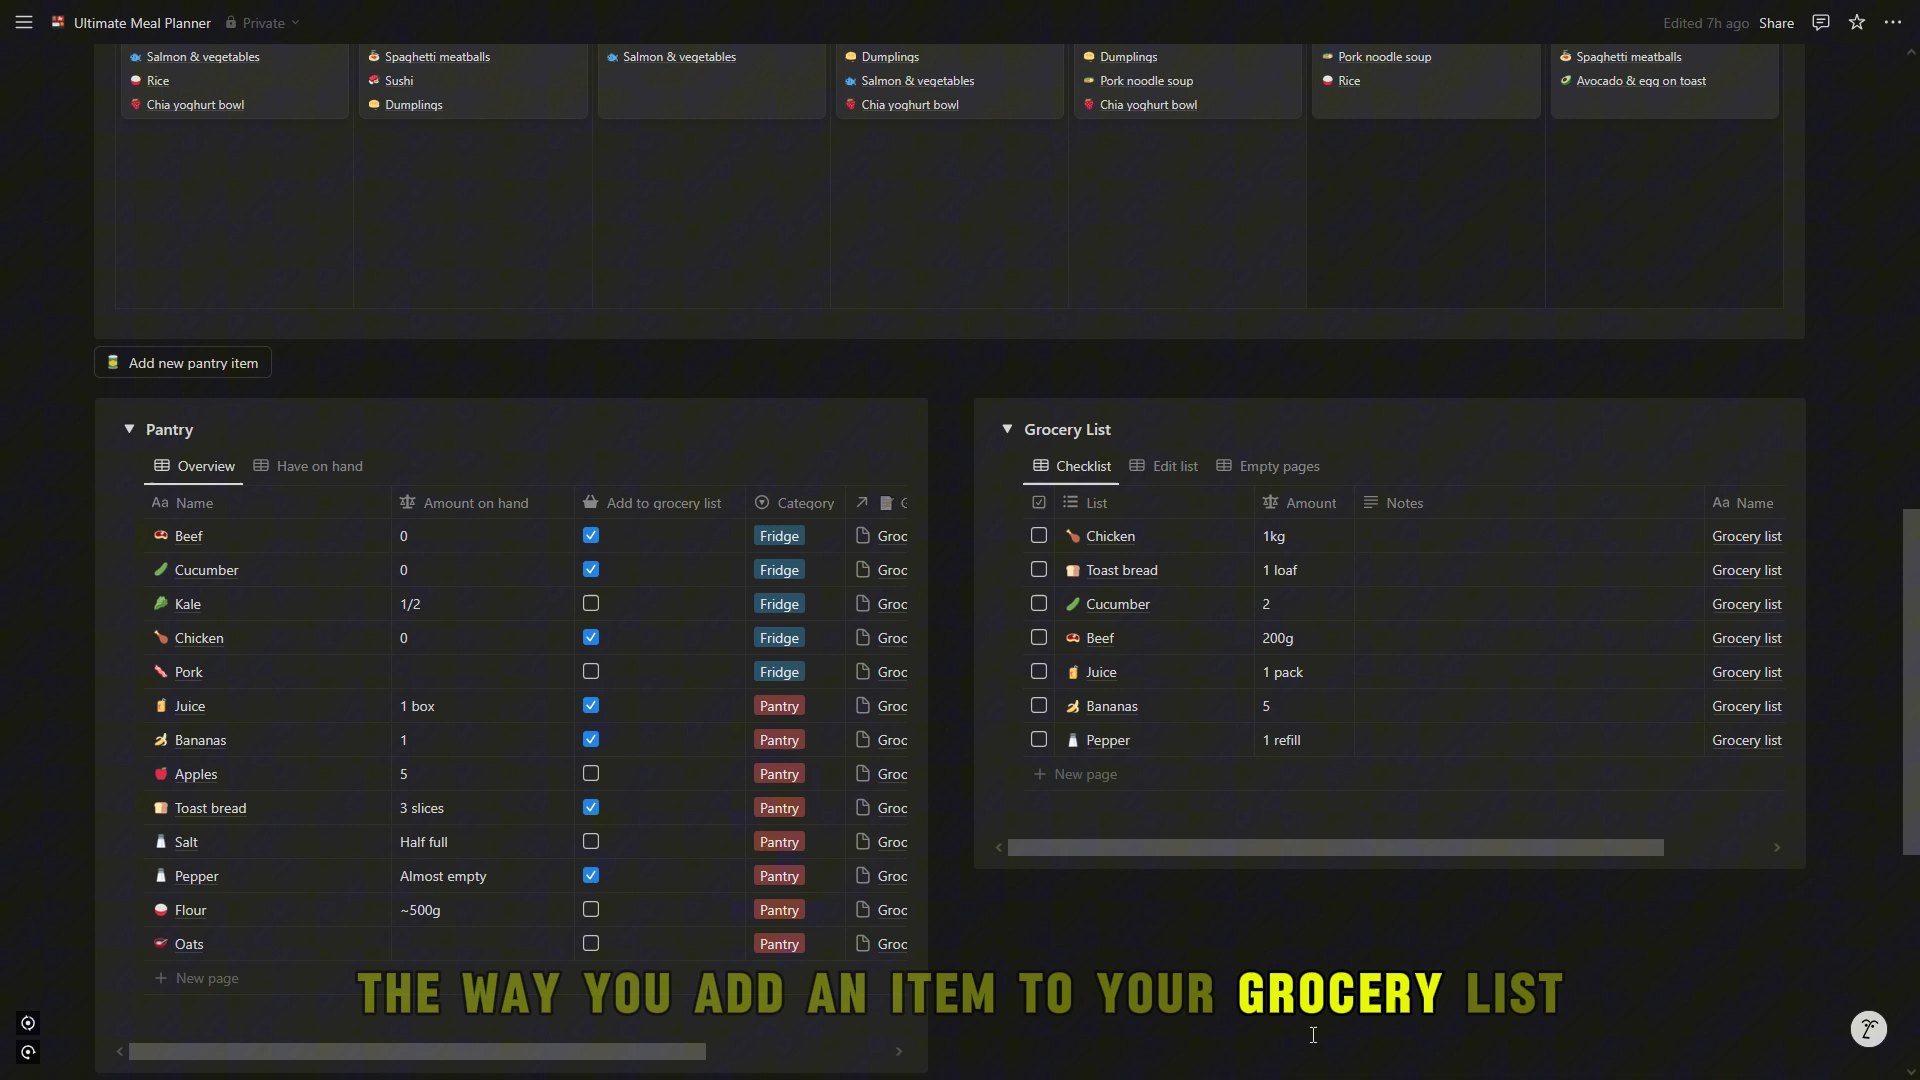 Ultimate Meal Planner Private Edited 7h ago Share
Salmon & vegetables Spaghetti meatballs Salmon & vegetables Dumplings Dumplings Pork noodle soup Spaghetti meatballs
Rice Sushi Salmon & vegetables Pork noodle soup Rice Avocado & egg on toast
Chia yoghurt bowl Dumplings Chia yoghurt bowl Chia yoghurt bowl
Add new pantry item
Pantry
Overview Have on hand
Aa Name Amount on hand Add to grocery list Category G
Beef 0 Fridge Groc
Cucumber 0 Fridge Groc
Kale 1/2 Fridge Groc
Chicken 0 Fridge Groc
Pork Fridge Groc
Juice 1 box Pantry Groc
Bananas 1 Pantry Groc
Apples 5 Pantry Groc
Toast bread 3 slices Pantry Groc
Salt Half full Pantry Groc
Pepper Almost empty Pantry Groc
Flour ~500g Pantry Groc
Oats Pantry Groc
+ New page
Grocery List
Checklist Edit list Empty pages
List Amount Notes Aa Name
Chicken 1kg Grocery list
Toast bread 1 loaf Grocery list
Cucumber 2 Grocery list
Beef 200g Grocery list
Juice 1 pack Grocery list
Bananas 5 Grocery list
Pepper 1 refill Grocery list
+ New page
THE WAY YOU ADD AN ITEM TO YOUR GROCERY LIST